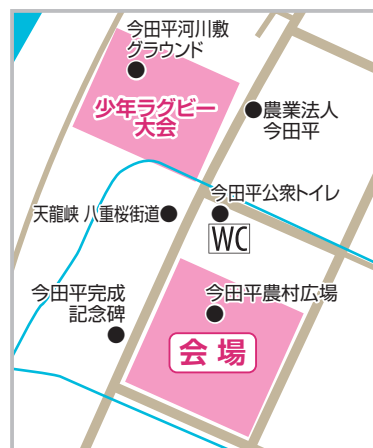 今田平河川敷
グラウンド
少年ラグビー
大会
農業法人
今田平
今田平公衆トイレ
天龍峡 八重桜街道
WC
今田平完成
記念碑
今田平農村広場
会場